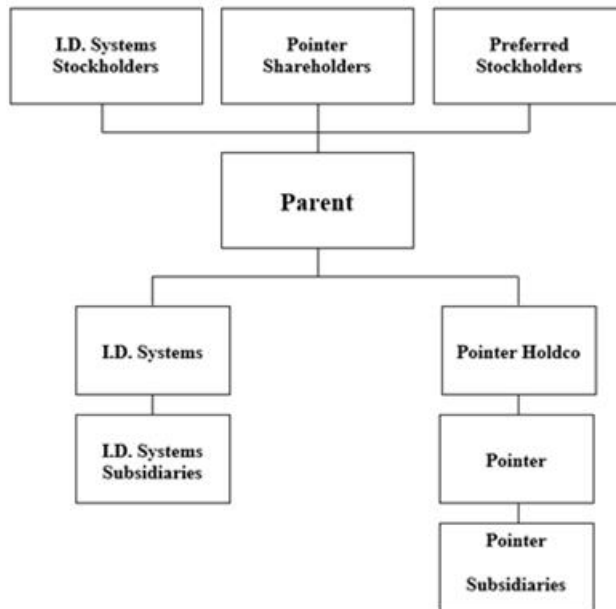 I.D. Systems
Stockholders
Pointer
Shareholders
Preferred
Stockholders
Parent
I.D. Systems
Pointer Holdco
I.D. Systems
Subsidiaries
Pointer
Pointer
Subsidiaries